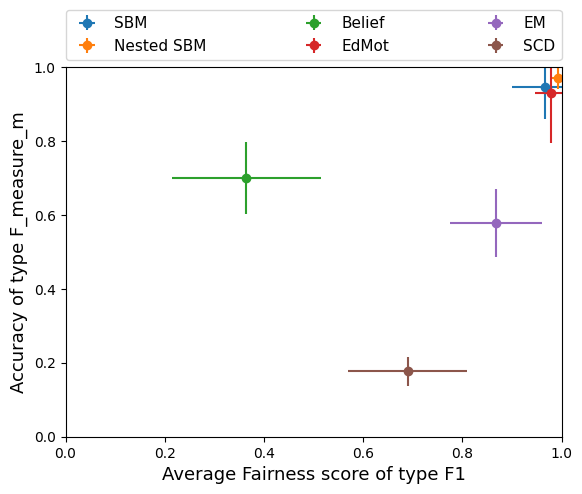 SBM Belief EM
Nested SBM EdMot SCD
1.0
0.8
0.6
0.4
0.2
0.0
Accuracy of type F_measure_m
0.0 0.2 0.4 0.6 0.8 1.0
Average Fairness score of type F1